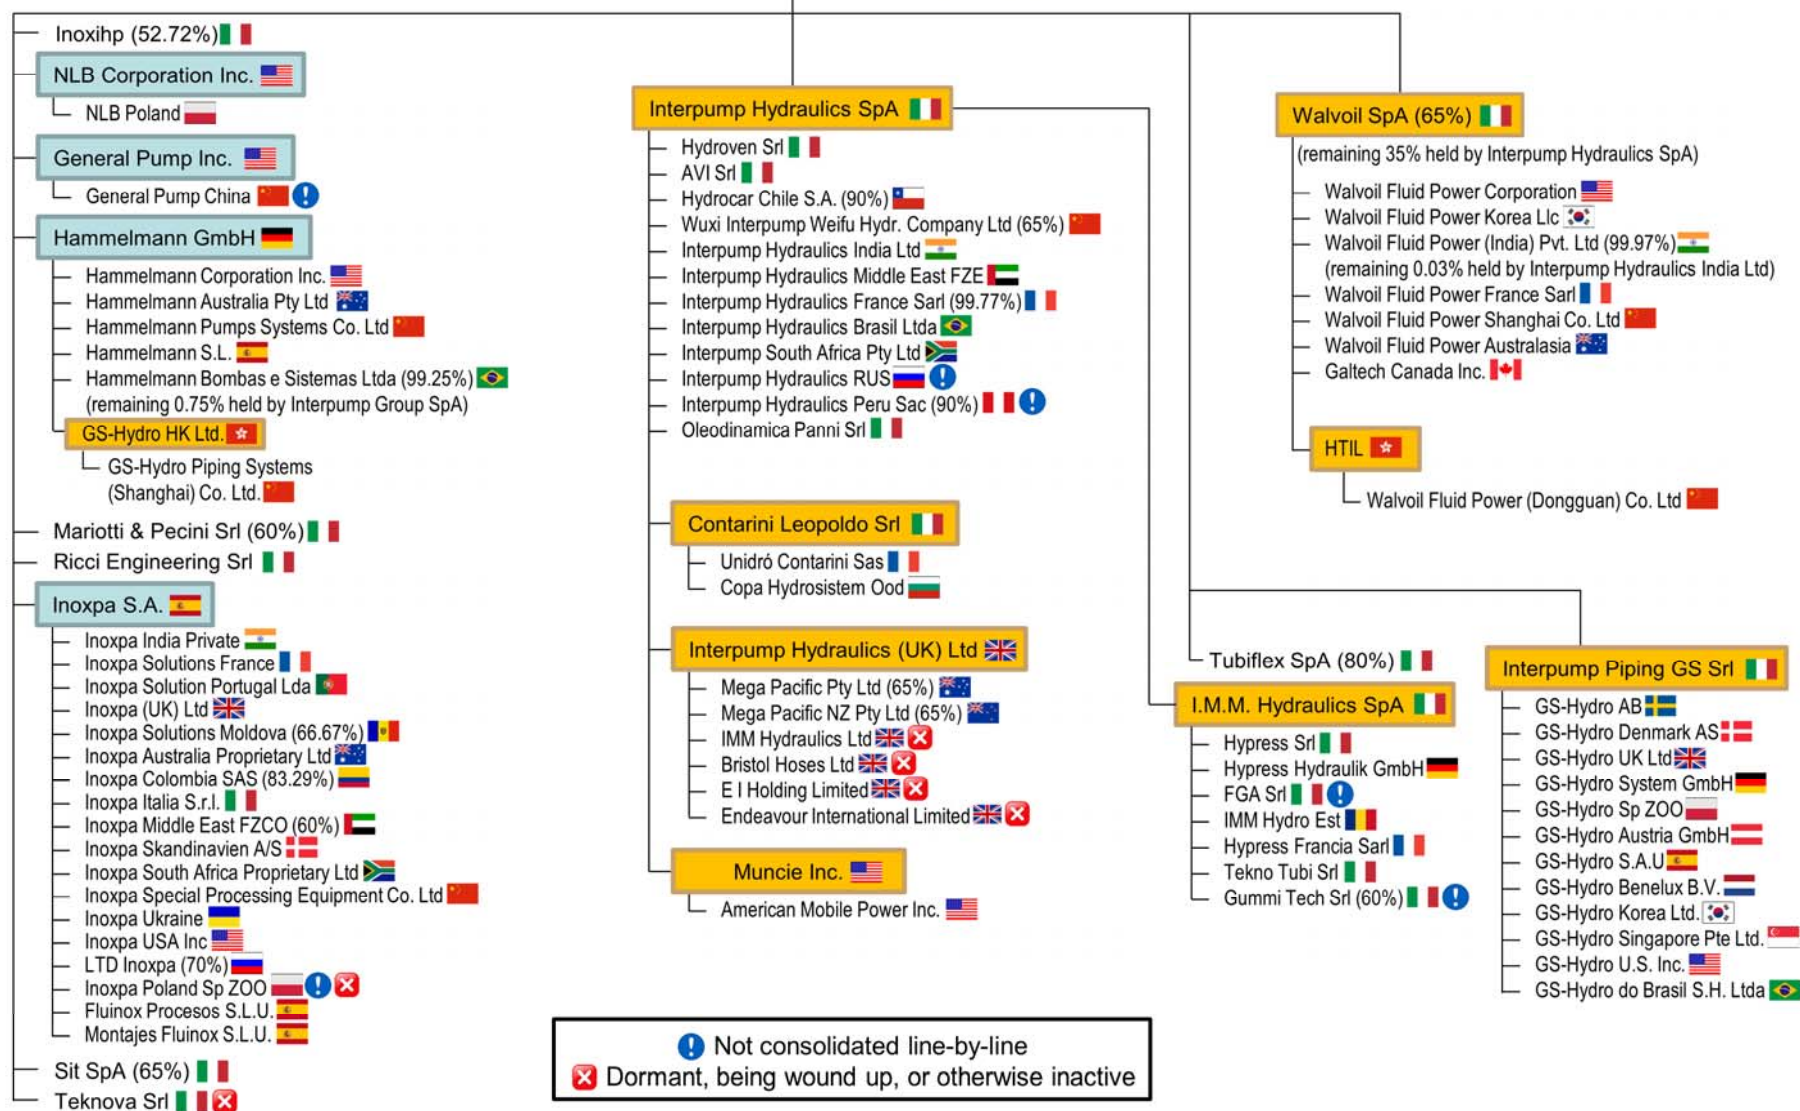 Inoxihp (52.72%)
NLB Corporation Inc.
NLB Poland
General Pump Inc.
General Pump China
Hammelmann GmbH
Hammelmann Corporation Inc.
Hammelmann Australia Pty Ltd
Hammelmann Pumps Systems Co. Ltd
Hammelmann S.L.
Hammelmann Bombas e Sistemas Ltda (99.25%)
(remaining 0.75% held by Interpump Group SpA)
GS-Hydro HK Ltd.
GS-Hydro Piping Systems
(Shanghai) Co. Ltd.
Mariotti & Pecini Srl (60%)
Ricci Engineering Srl
Inoxpa S.A.
Inoxpa India Private
Inoxpa Solutions France
Inoxpa Solution Portugal Lda
Inoxpa (UK) Ltd
Inoxpa Solutions Moldova (66.67%)
Inoxpa Australia Proprietary Ltd
Inoxpa Colombia SAS (83.29%)
Inoxpa Italia S.r.l.
Inoxpa Middle East FZCO (60%)
Inoxpa Skandinavien A/S
Inoxpa South Africa Proprietary Ltd
Inoxpa Special Processing Equipment Co. Ltd
Inoxpa Ukraine
Inoxpa USA Inc
LTD Inoxpa (70%)
Inoxpa Poland Sp ZOO
Fluinox Procesos S.L.U.
Montajes Fluinox S.L.U.
Sit SpA (65%)
Teknova Srl
Interpump Hydraulics SpA
Hydroven Srl
AVI Srl
Hydrocar Chile S.A. (90%)
Wuxi Interpump Weifu Hydr. Company Ltd (65%)
Interpump Hydraulics India Ltd
Interpump Hydraulics Middle East FZE
Interpump Hydraulics France Sarl (99.77%)
Interpump Hydraulics Brasil Ltda
Interpump South Africa Pty Ltd
Interpump Hydraulics RUS
Interpump Hydraulics Peru Sac (90%)
Oleodinamica Panni Srl
Contarini Leopoldo Srl
Unidró Contarini Sas
Copa Hydrosistem Ood
Interpump Hydraulics (UK) Ltd
Mega Pacific Pty Ltd (65%)
Mega Pacific NZ Pty Ltd (65%)
IMM Hydraulics Ltd
Bristol Hoses Ltd
E I Holding Limited
Endeavour International Limited
Muncie Inc.
American Mobile Power Inc.
Walvoil SpA (65%)
(remaining 35% held by Interpump Hydraulics SpA)
Walvoil Fluid Power Corporation
Walvoil Fluid Power Korea Llc
Walvoil Fluid Power (India) Pvt. Ltd (99.97%)
(remaining 0.03% held by Interpump Hydraulics India Ltd)
Walvoil Fluid Power France Sarl
Walvoil Fluid Power Shanghai Co. Ltd
Walvoil Fluid Power Australasia
Galtech Canada Inc.
HTIL
Walvoil Fluid Power (Dongguan) Co. Ltd
Tubiflex SpA (80%)
I.M.M. Hydraulics SpA
Hypress Srl
Hypress Hydraulik GmbH
FGA Srl
IMM Hydro Est
Hypress Francia Sarl
Tekno Tubi Srl
Gummi Tech Srl (60%)
Interpump Piping GS Srl
GS-Hydro AB
GS-Hydro Denmark AS
GS-Hydro UK Ltd
GS-Hydro System GmbH
GS-Hydro Sp ZOO
GS-Hydro Austria GmbH
GS-Hydro S.A.U
GS-Hydro Benelux B.V.
GS-Hydro Korea Ltd.
GS-Hydro Singapore Pte Ltd.
GS-Hydro U.S. Inc.
GS-Hydro do Brasil S.H. Ltda
Not consolidated line-by-line
Dormant, being wound up, or otherwise inactive